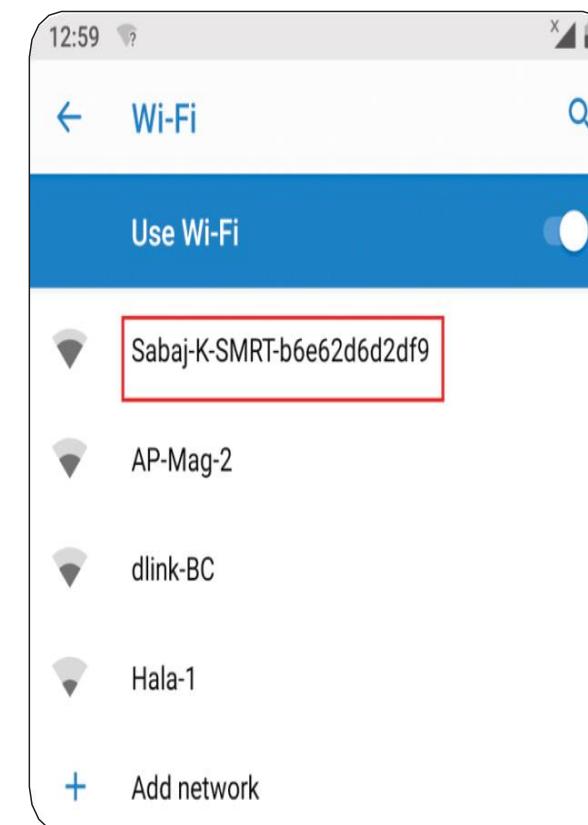 12:59
Wi-Fi
Use Wi-Fi
Sabaj-K-SMRT-b6e62d6d2df9
AP-Mag-2
dlink-BC
Hala-1
Add network